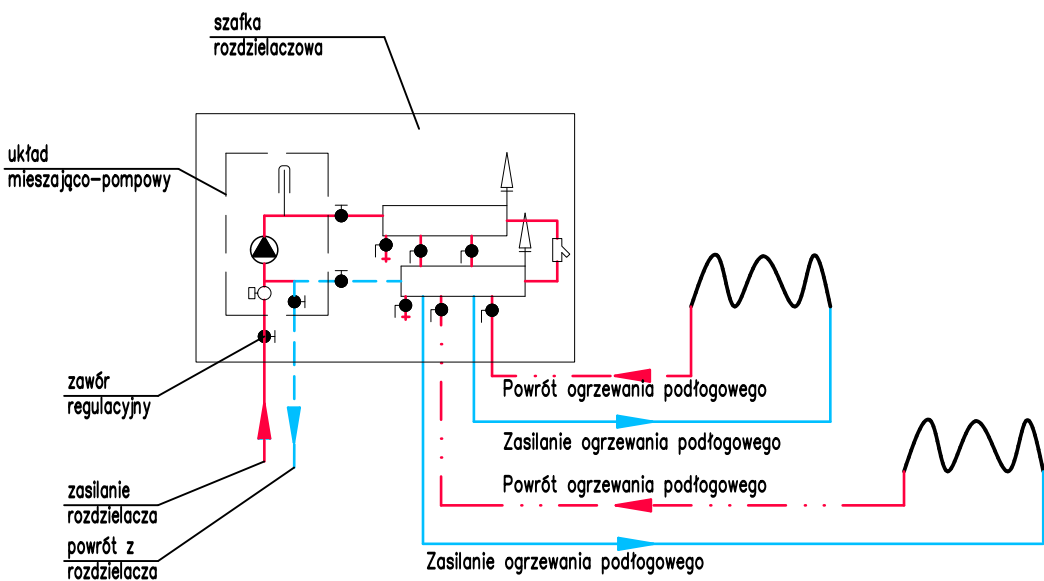 szafka
rozdzielaczowa
układ
mieszająco-pompowy
zawór
regulacyjny
Powrót ogrzewania podłogowego
Zasilanie ogrzewania podłogowego
zasilanie
rozdzielacza
Powrót ogrzewania podłogowego
powrót z
rozdzielacza
Zasilanie ogrzewania podłogowego